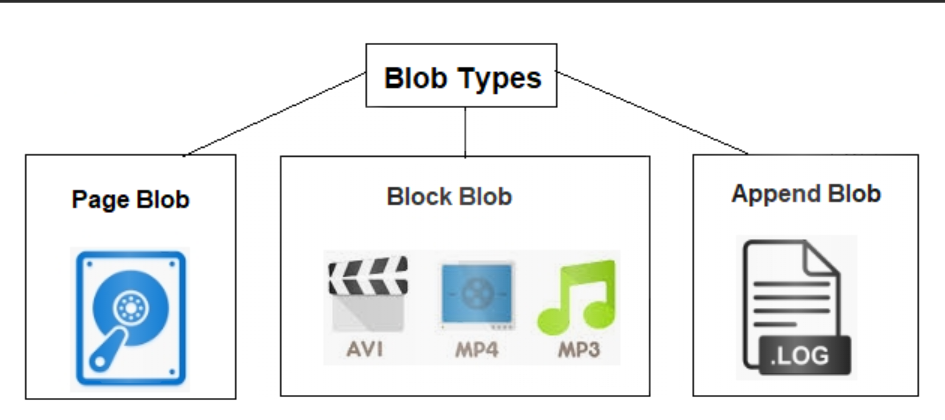 Blob Types
Page Blob
Block Blob
Append Blob
AVI
MP4
MP3
.LOG